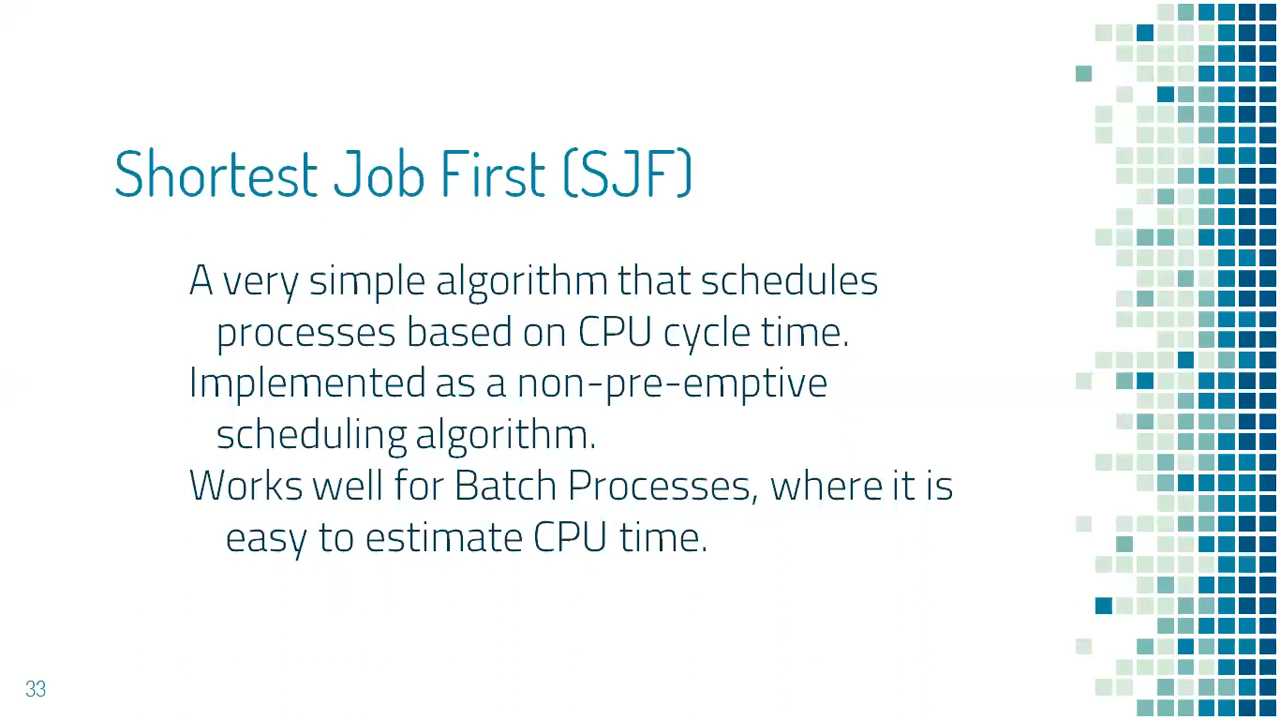 Shortest Job First (SJF)
A very simple algorithm that schedules
processes based on CPU cycle time.
Implemented as a non-pre-emptive
scheduling algorithm.
Works well for Batch Processes, where it is
easy to estimate CPU time.
33